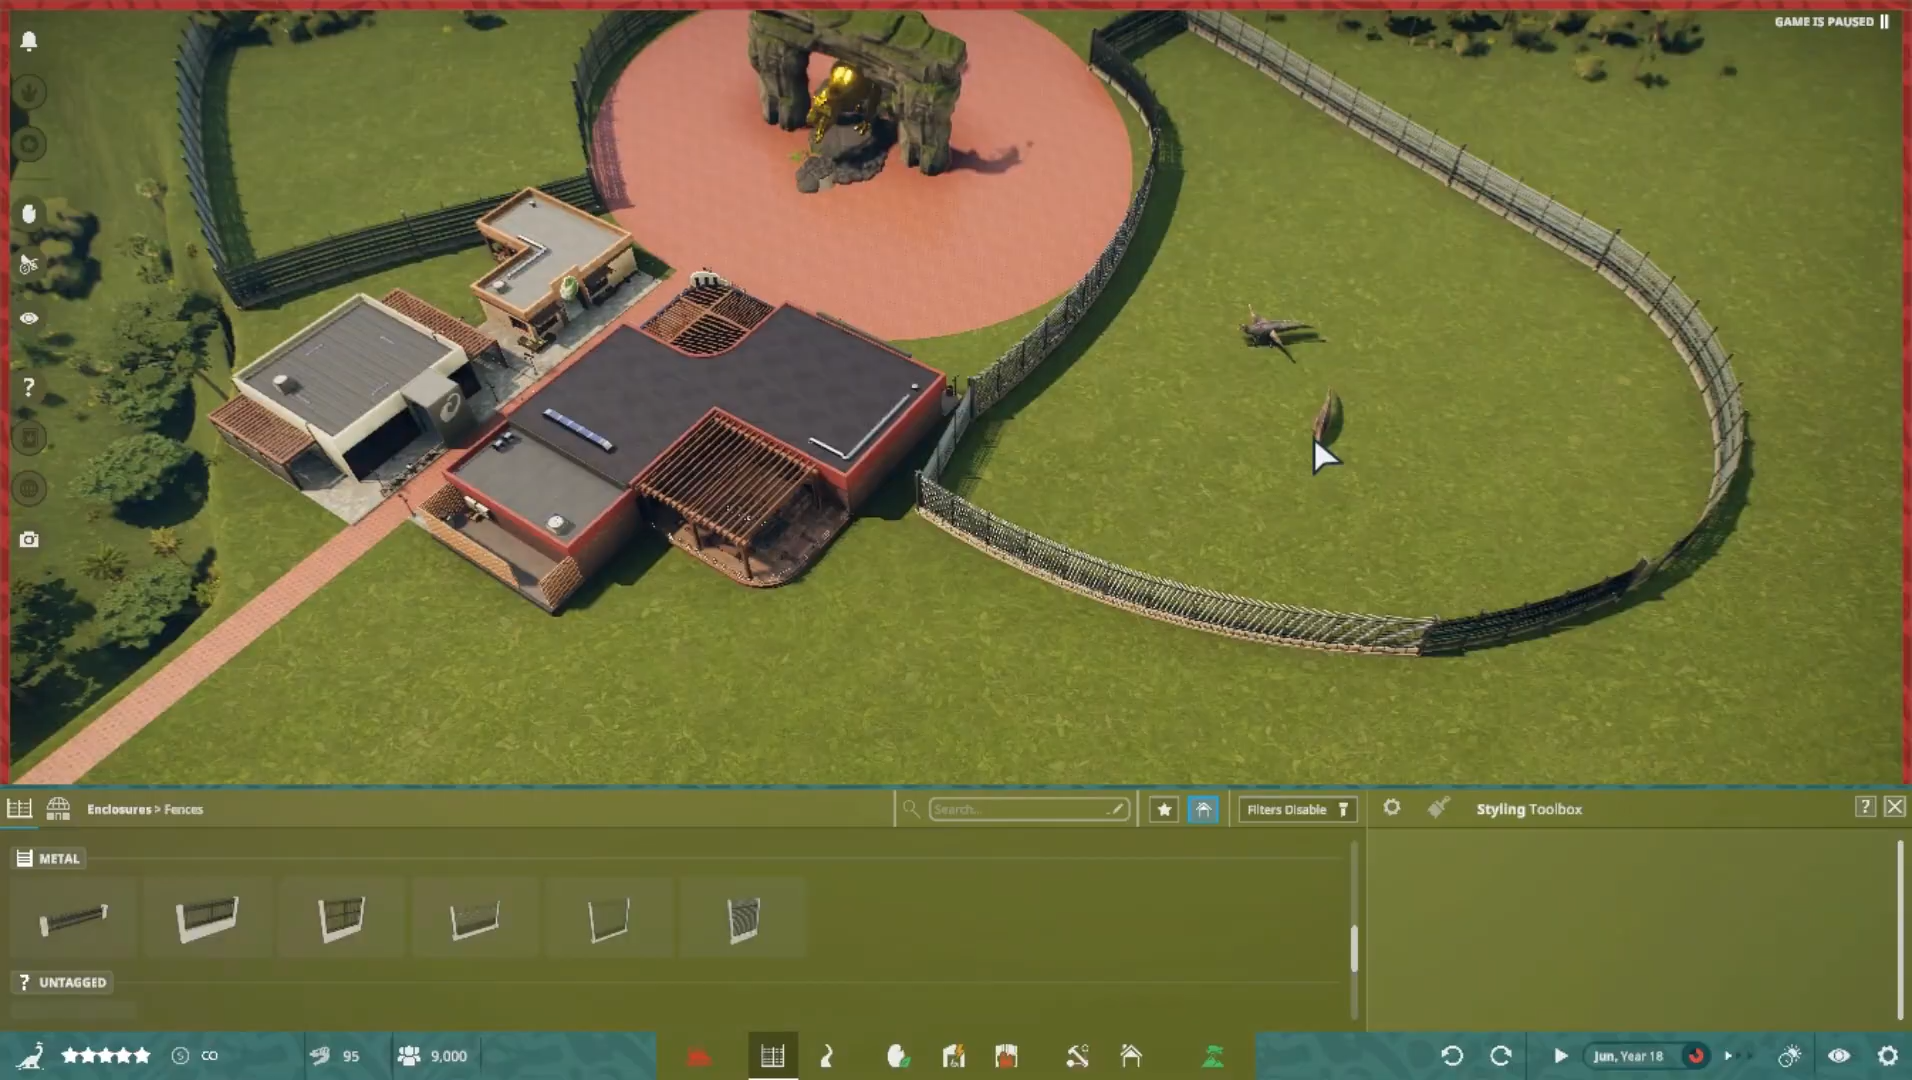 GAME IS PAUSED
Enclosures > Fences
Search...
Filters Disable
Styling Toolbox
?
METAL
? UNTAGGED
95
9,000
Jun, Year 18